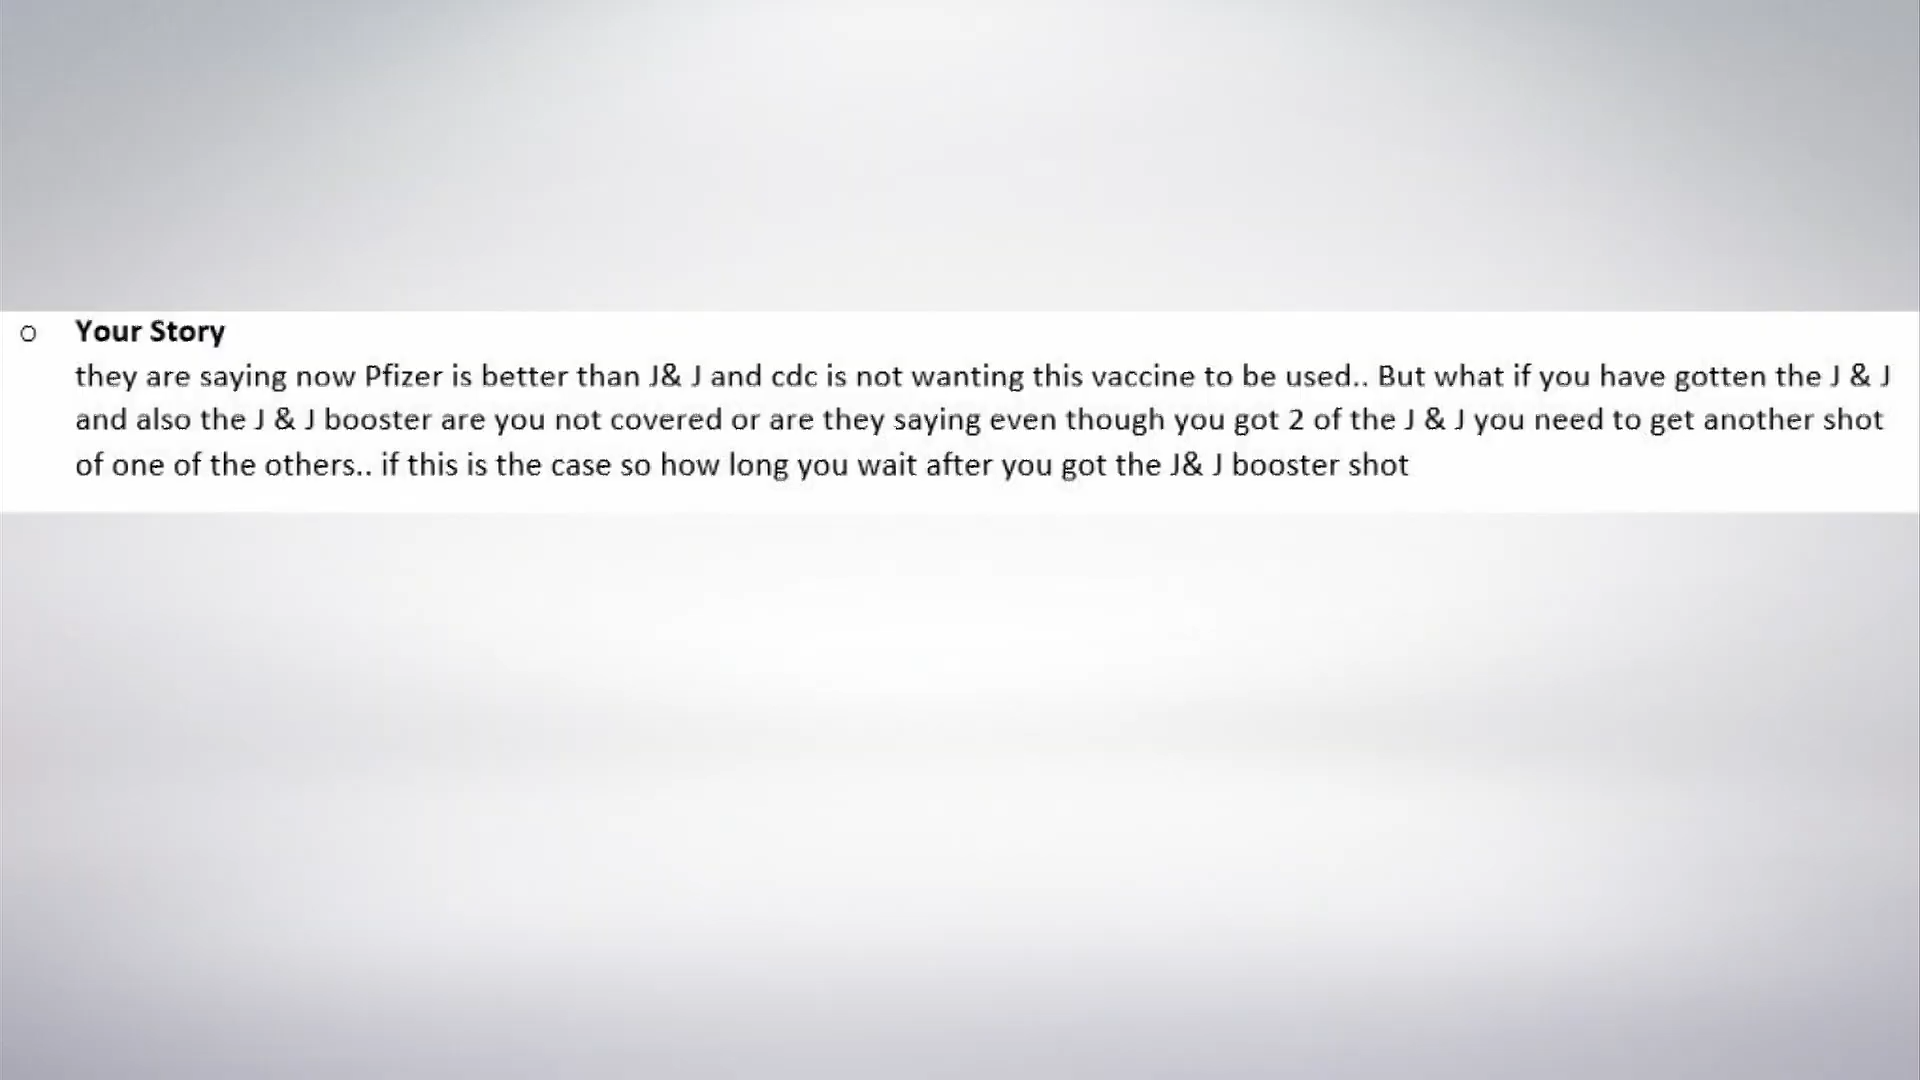 Your Story
they are saying now Pfizer is better than J& J and cdc is not wanting this vaccine to be used.. But what if you have gotten the J & J
and also the J & J booster are you not covered or are they saying even though you got 2 of the J & J you need to get another shot
of one of the others.. if this is the case so how long you wait after you got the J& J booster shot